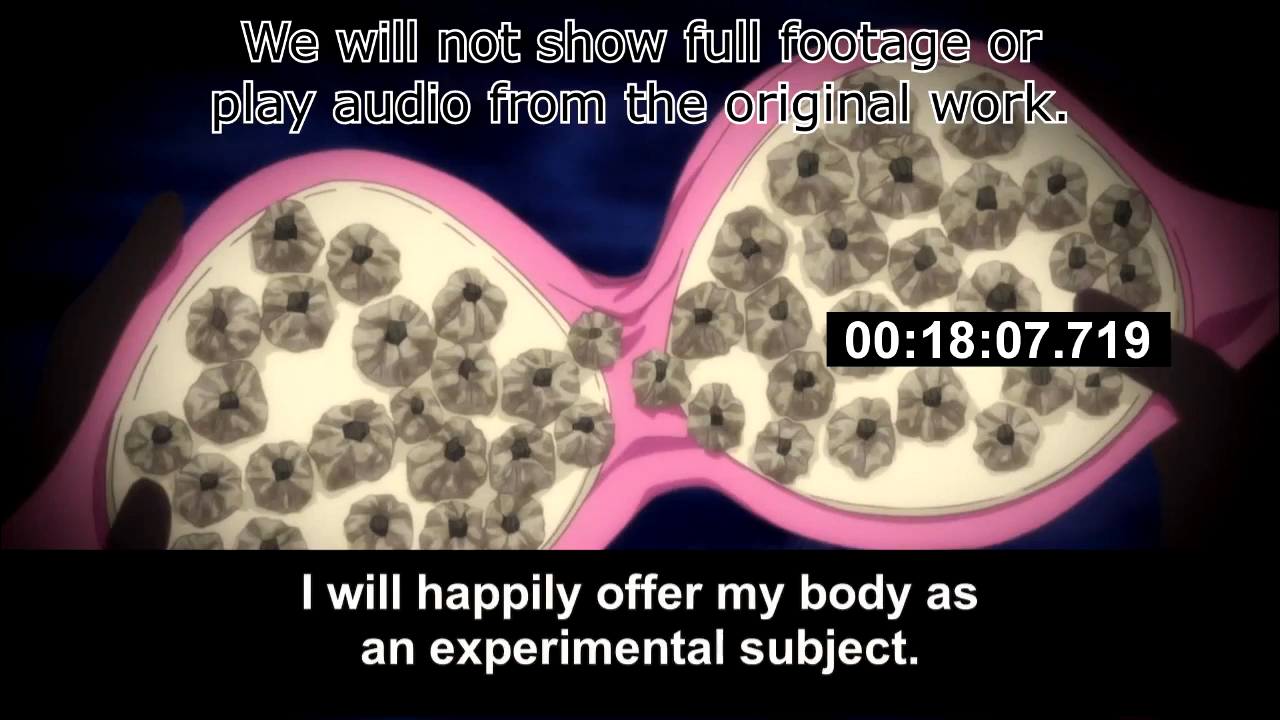 We will not show full footage or
play audio from the original work.
00:18:07.719
I will happily offer my body as
an experimental subject.